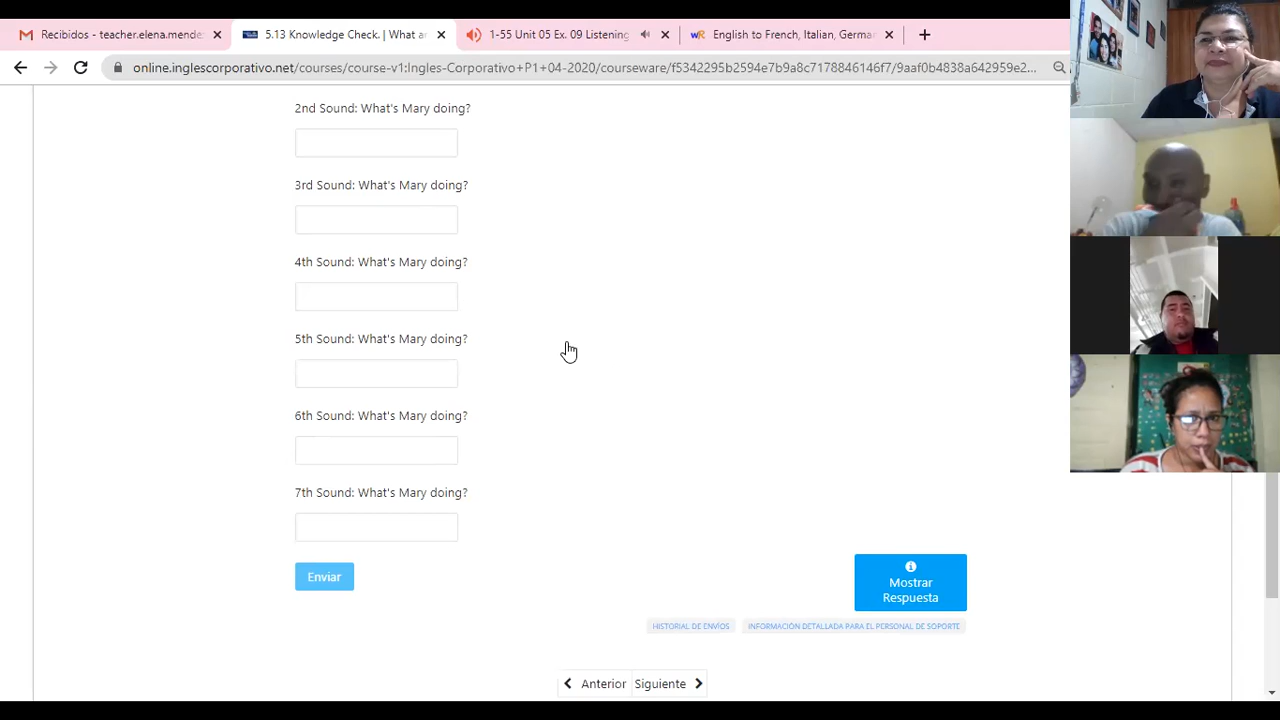 Recibidos - teacher.elena.mende
5.13 Knowledge Check. | What ar
1-55 Unit 05 Ex. 09 Listening
English to French, Italian, Germa
online.inglescorporativo.net/courses/course-v1:Ingles-Corporativo+P1+04-2020/courseware/f5342295b2594e7b9a8c7178846146f7/9aaf0b4838a642959e2...
2nd Sound: What's Mary doing?
3rd Sound: What's Mary doing?
4th Sound: What's Mary doing?
5th Sound: What's Mary doing?
6th Sound: What's Mary doing?
7th Sound: What's Mary doing?
Enviar
Mostrar
Respuesta
HISTORIAL DE ENVÍOS
INFORMACIÓN DETALLADA PARA EL PERSONAL DE SOPORTE
Anterior
Siguiente